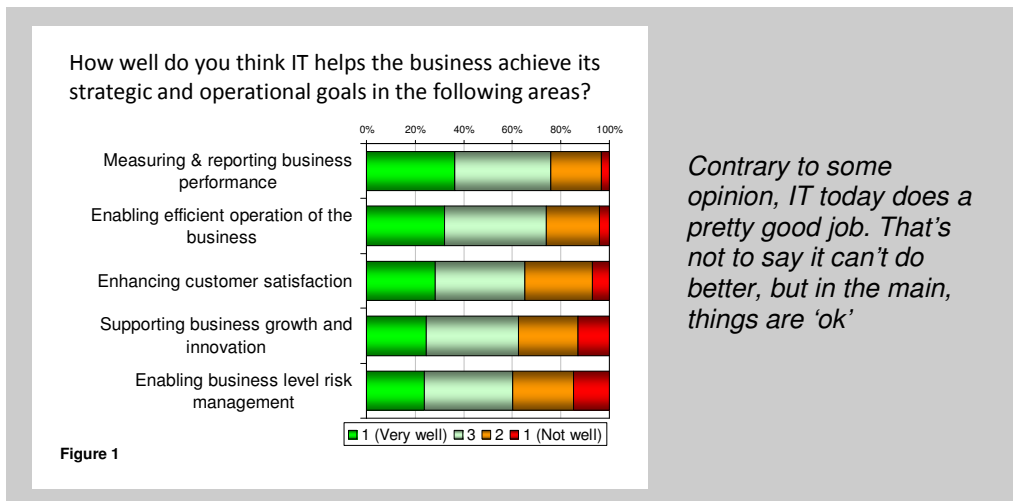 How well do you think IT helps the business achieve its
strategic and operational goals in the following areas?
0% 20% 40% 60% 80% 100%
Measuring & reporting business
performance
Enabling efficient operation of the
business
Enhancing customer satisfaction
Supporting business growth and
innovation
Enabling business level risk
management
1 (Very well) 3 2 1 (Not well)
Figure 1
Contrary to some
opinion, IT today does a
pretty good job. That’s
not to say it can’t do
better, but in the main,
things are ‘ok’